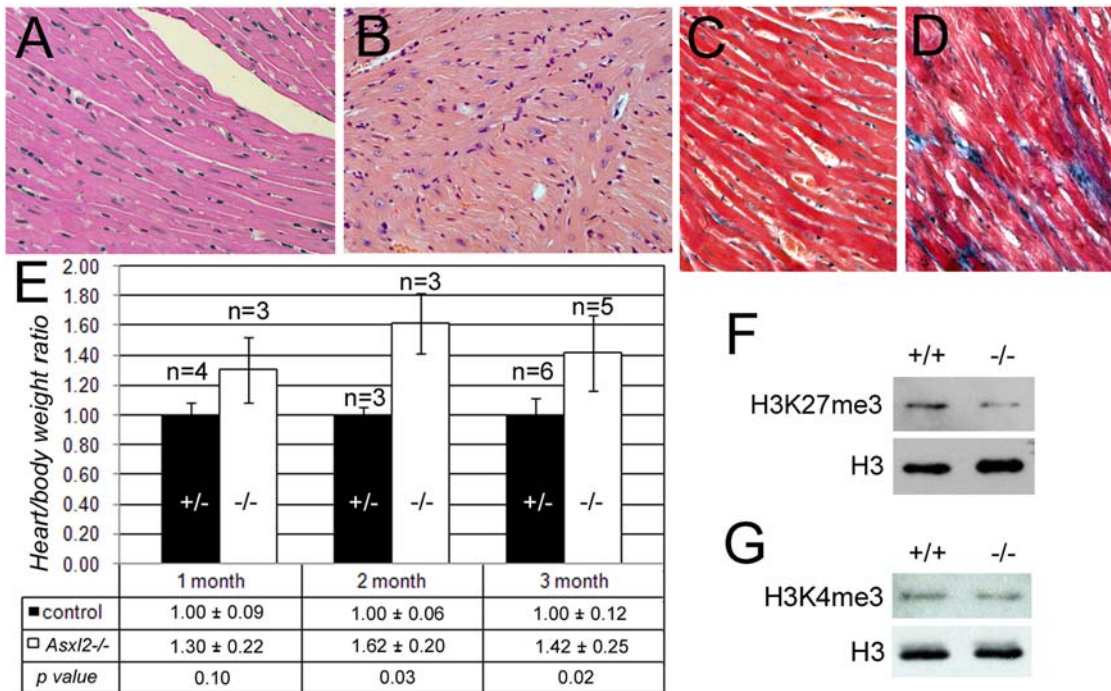 A
B
C
D
E
Heart/body weight ratio
2.00
1.80
1.60
1.40
1.20
1.00
0.80
0.60
0.40
0.20
0.00
n=4
n=3
n=3
n=3
n=6
n=5
+/- -/- +/- -/- +/- -/-
1 month 2 month 3 month
control 1.00 ± 0.09 1.00 ± 0.06 1.00 ± 0.12
Asxl2-/- 1.30 ± 0.22 1.62 ± 0.20 1.42 ± 0.25
p value 0.10 0.03 0.02
F
+/+ -/-
H3K27me3
H3
G
+/+ -/-
H3K4me3
H3